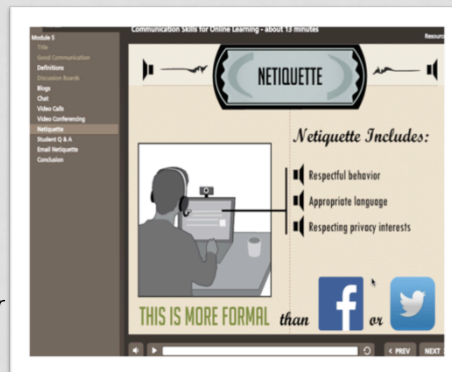 Communication Skills for Online Learning - about 13 minutes
Resour
Module 5
Title
Good Communication
Definitions
Discussion Boards
Blogs
Chat
Video Calls
Video Conferencing
Netiquette
Student Q & A
Email Netiquette
Conclusion
NETIQUETTE
Netiquette Includes:
Respectful behavior
Appropriate language
Respecting privacy interests
THIS IS MORE FORMAL than f or
< PREV
NEXT
r